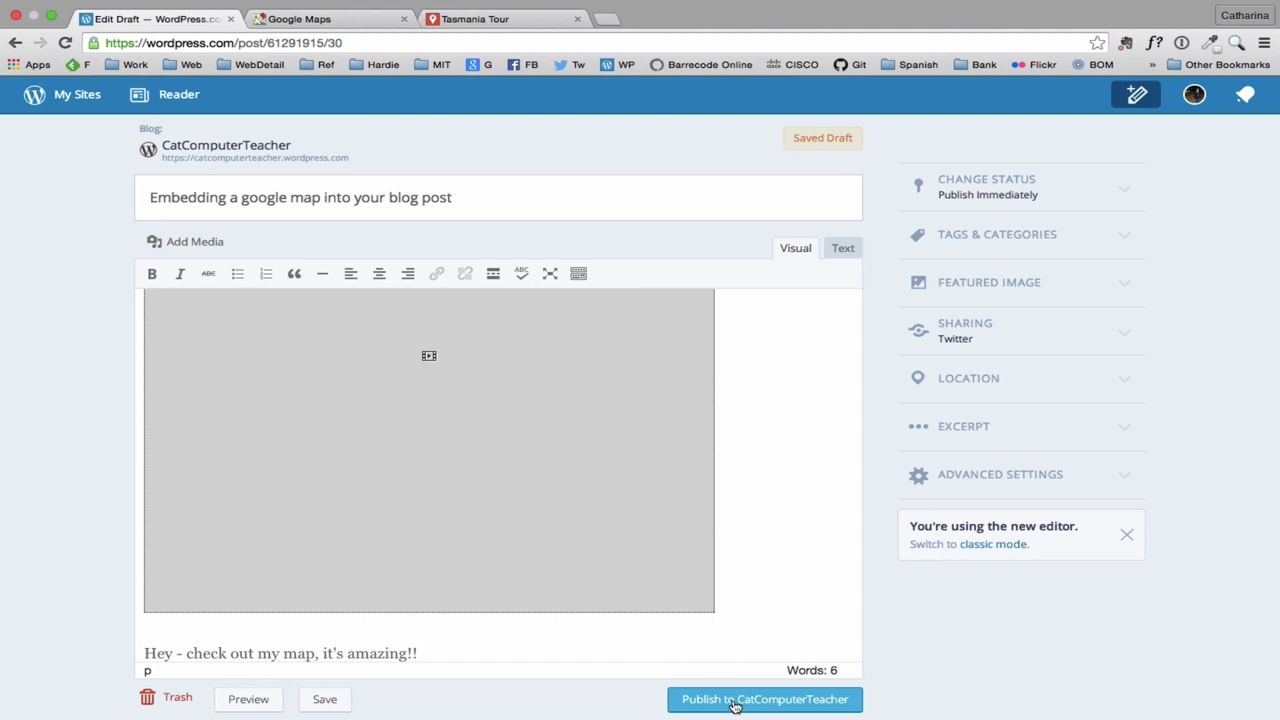 Edit Draft — WordPress.co
Google Maps
Tasmania Tour
Catharina
https://wordpress.com/post/61291915/30
f?
Apps
F
Work
Web
WebDetail
Ref
Hardie
MIT
G
FB
Tw
WP
Barrecode Online
CISCO
Git
Spanish
Bank
Flickr
BOM
»
Other Bookmarks
My Sites
Reader
Blog:
CatComputerTeacher
https://catcomputerteacher.wordpress.com
Saved Draft
Embedding a google map into your blog post
Add Media
Visual
Text
B
I
ABC
ABC
Hey - check out my map, it's amazing!!
p
Words: 6
Trash
Preview
Save
Publish to CatComputerTeacher
CHANGE STATUS
Publish Immediately
TAGS & CATEGORIES
FEATURED IMAGE
SHARING
Twitter
LOCATION
EXCERPT
ADVANCED SETTINGS
You're using the new editor.
Switch to classic mode.